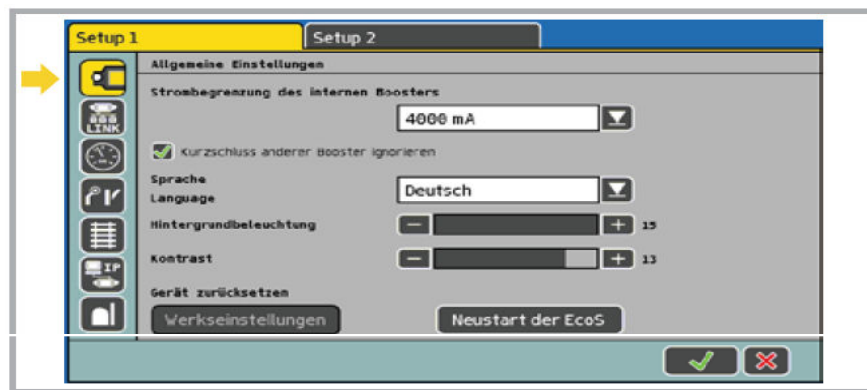 Setup 1
Setup 2
Allgemeine Einstellungen
Strombegrenzung des internen Boosters
4000 mA
LINK
Kurzschluss anderer Booster ignorieren
Sprache
Language
Deutsch
Hintergrundbeleuchtung
15
Kontrast
13
IP
Gerät zurücksetzen
Werkseinstellungen
Neustart der EcoS